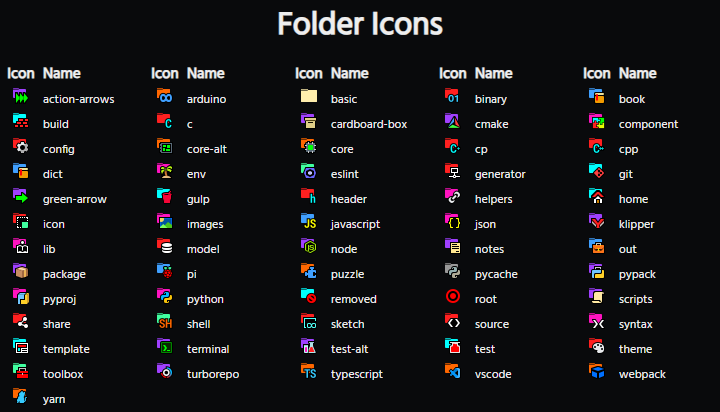 Folder Icons
Icon Name Icon Name Icon Name Icon Name Icon Name
action-arrows arduino basic binary book
build c cardboard-box cmake component
config core-alt core cp cpp
dict env eslint generator git
green-arrow gulp header helpers home
icon images javascript json klipper
lib model node notes out
package pi puzzle pycache pypack
pyproj python removed root scripts
share shell sketch source syntax
template terminal test-alt test theme
toolbox turborepo typescript vscode webpack
yarn